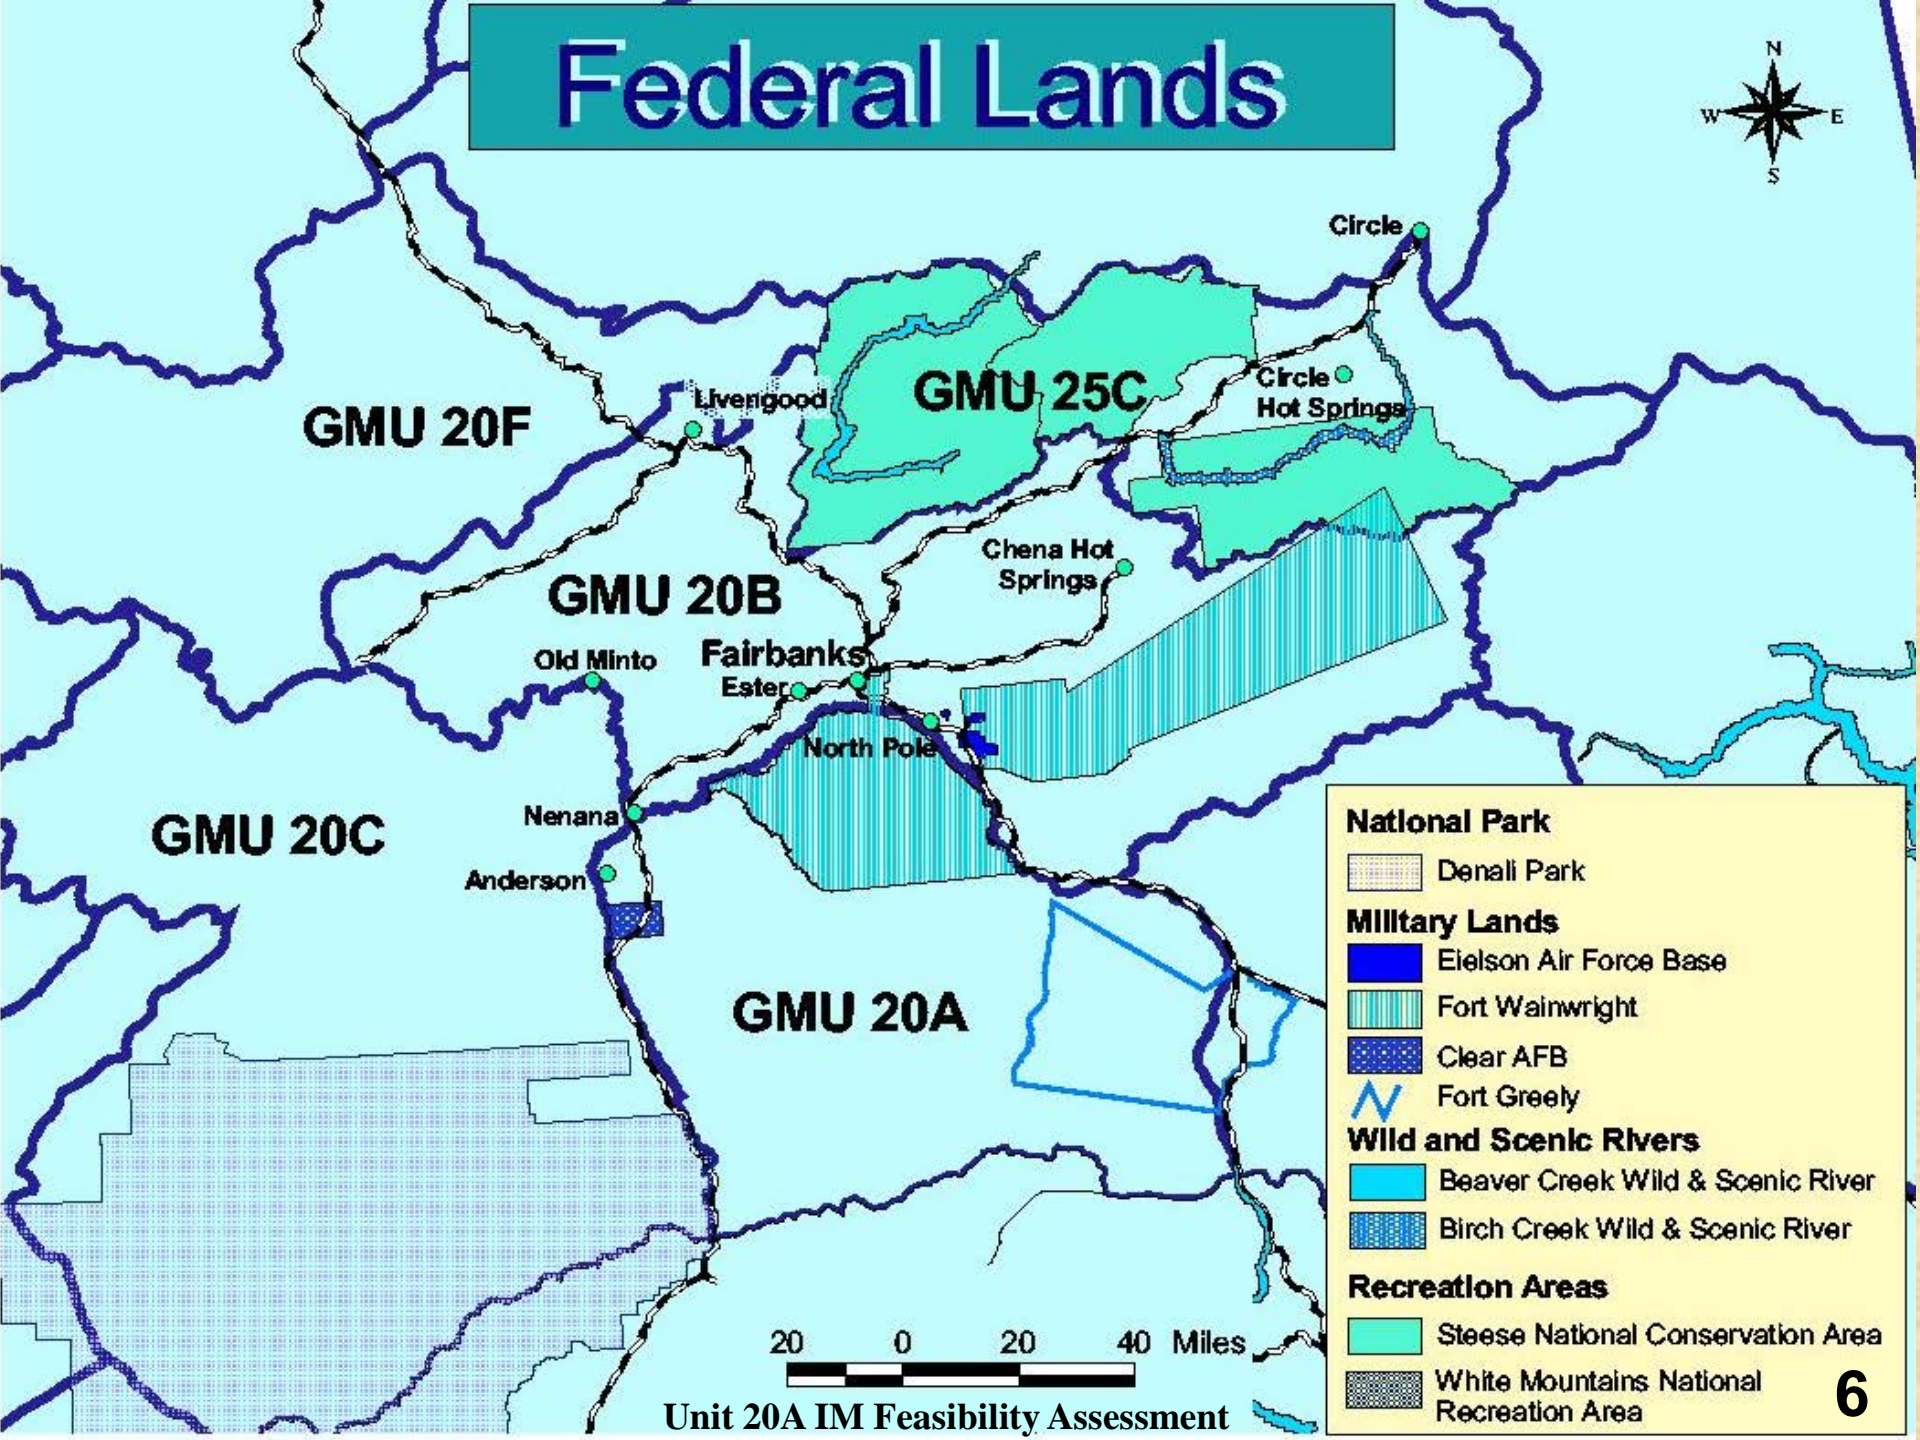 Federal Lands
N
W
E
S
Circle
Livengood
GMU 25C
Circle
Hot Springs
GMU 20F
Chena Hot
Springs
GMU 20B
Old Minto
Fairbanks
Ester
North Pole
Nenana
GMU 20C
Anderson
GMU 20A
National Park
Denali Park
Military Lands
Eielson Air Force Base
Fort Wainwright
Clear AFB
Fort Greely
Wild and Scenic Rivers
Beaver Creek Wild & Scenic River
Birch Creek Wild & Scenic River
Recreation Areas
Steese National Conservation Area
White Mountains National
Recreation Area
20 0 20 40 Miles
Unit 20A IM Feasibility Assessment
6